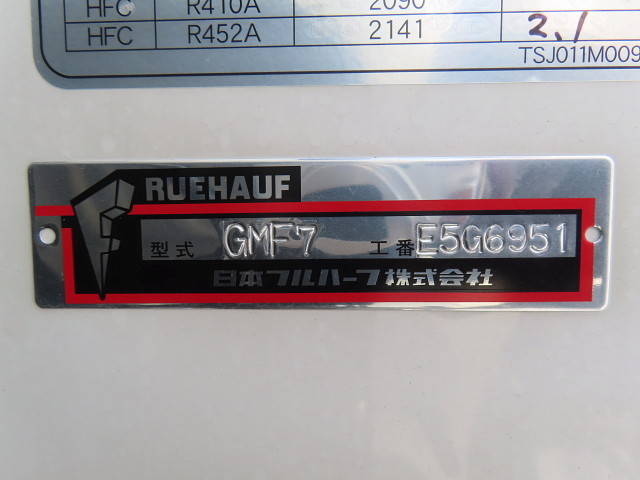 HFC R410A 2090
HFC R452A 2141 2.1
TSJ011M009
RUEHAUF
型式 GMF7 工番 E5G6951
日本フルハーフ株式会社